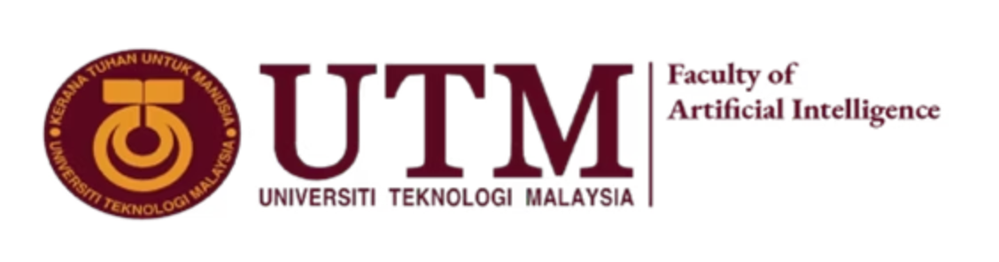 KERANA TUHAN UNTUK MANUSIA
UNIVERSITI TEKNOLOGI MALAYSIA
UTM
UNIVERSITI TEKNOLOGI MALAYSIA
Faculty of
Artificial Intelligence